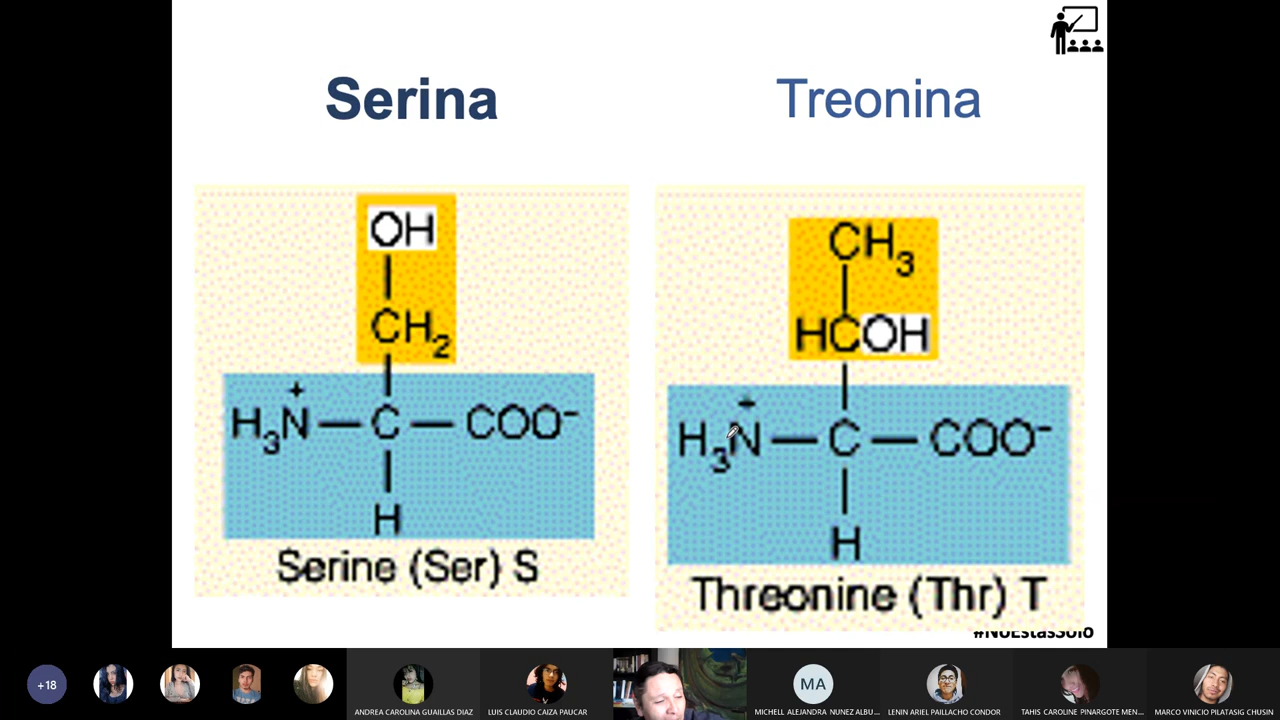 Serina
Treonina
OH
CH2
H3N+ — C — COO-
H
Serine (Ser) S
CH3
HCOH
H3N+ — C — COO-
H
Threonine (Thr) T
#NoEstasSolo
+18
ANDREA CAROLINA GUAILLAS DIAZ
LUIS CLAUDIO CAIZA PAUCAR
MA
MICHELL ALEJANDRA NUNEZ ALBU...
LENIN ARIEL PAILLACHO CONDOR
TAHIS CAROLINE PINARGOTE MEN...
MARCO VINICIO PILATASIG CHUSIN